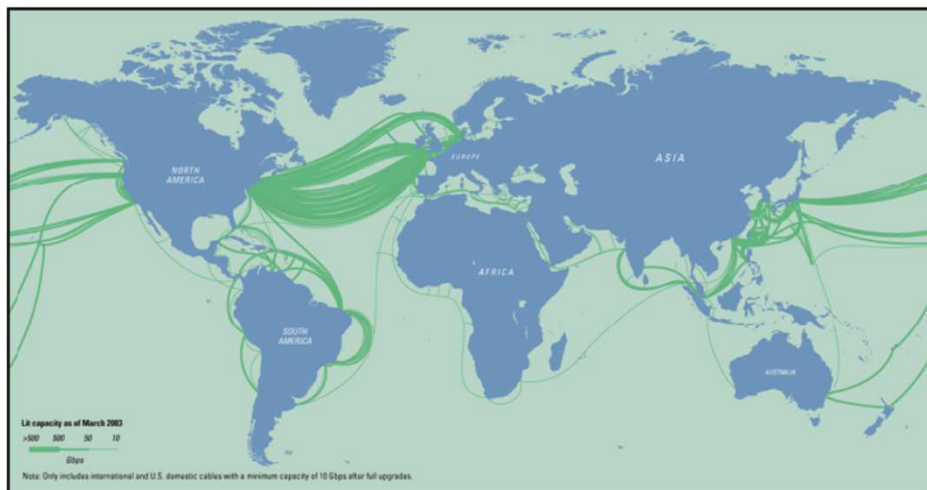 NORTH
AMERICA
EUROPE
ASIA
AFRICA
SOUTH
AMERICA
AUSTRALIA
Lit capacity as of March 2003
>500 500 50 10
Gbps
Note: Only includes international and U.S. domestic cables with a minimum capacity of 10 Gbps after full upgrades.